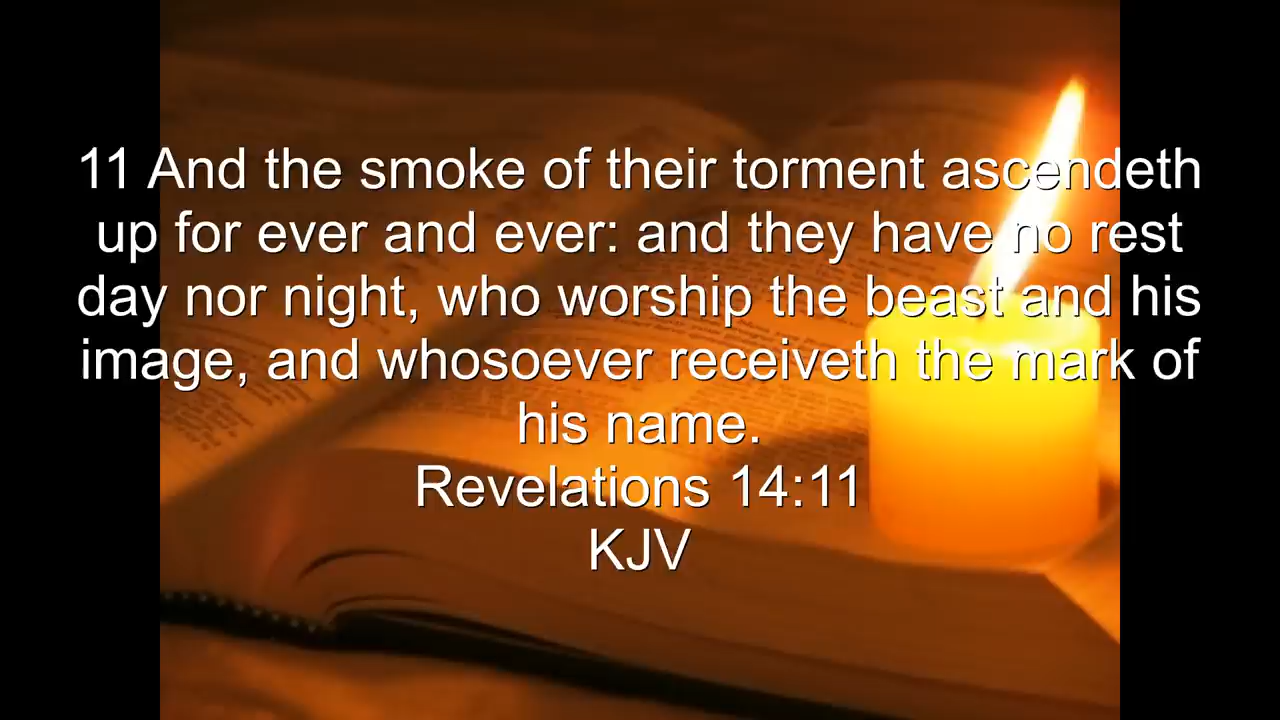 11 And the smoke of their torment ascendeth
up for ever and ever: and they have no rest
day nor night, who worship the beast and his
image, and whosoever receiveth the mark of
his name.
Revelations 14:11
KJV